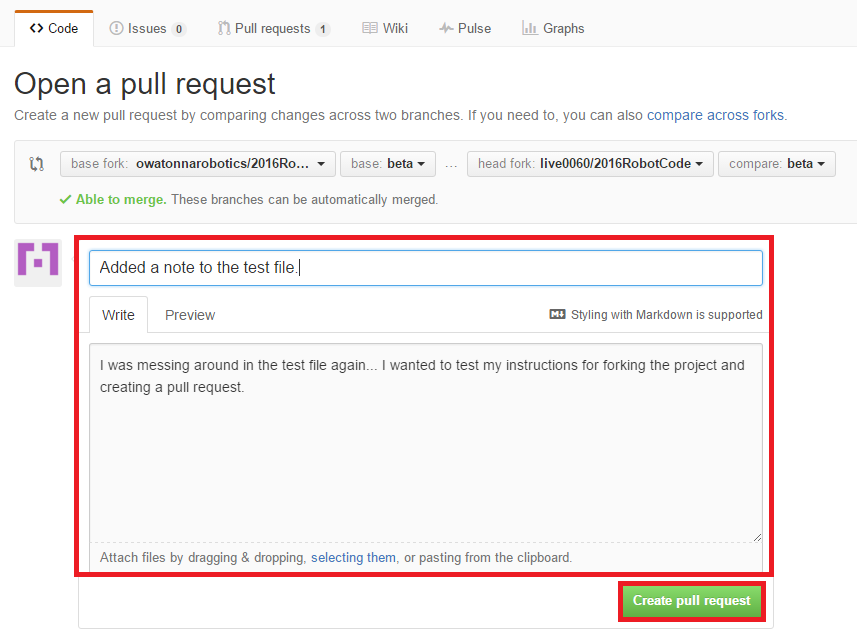 Code Issues 0 Pull requests 1 Wiki Pulse Graphs
Open a pull request
Create a new pull request by comparing changes across two branches. If you need to, you can also compare across forks.
base fork: owatonnarobotics/2016Ro... base: beta ... head fork: live0060/2016RobotCode compare: beta
Able to merge. These branches can be automatically merged.
Added a note to the test file.
Write Preview Styling with Markdown is supported
I was messing around in the test file again... I wanted to test my instructions for forking the project and
creating a pull request.
Attach files by dragging & dropping, selecting them, or pasting from the clipboard.
Create pull request